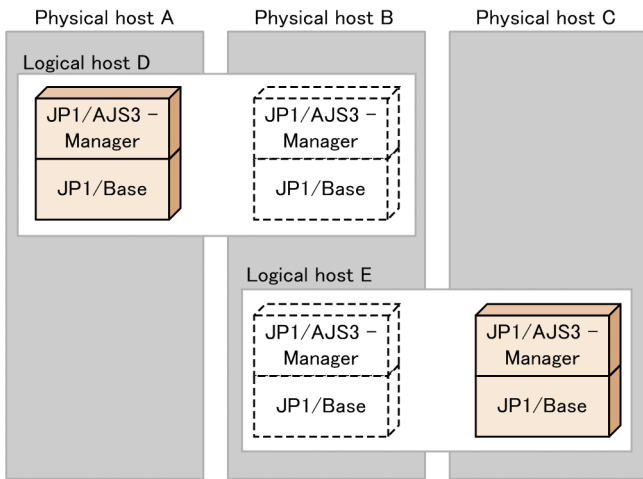 Physical host A
Physical host B
Physical host C
Logical host D
JP1/AJS3 -
Manager
JP1/Base
JP1/AJS3 -
Manager
JP1/Base
Logical host E
JP1/AJS3 -
Manager
JP1/Base
JP1/AJS3 -
Manager
JP1/Base